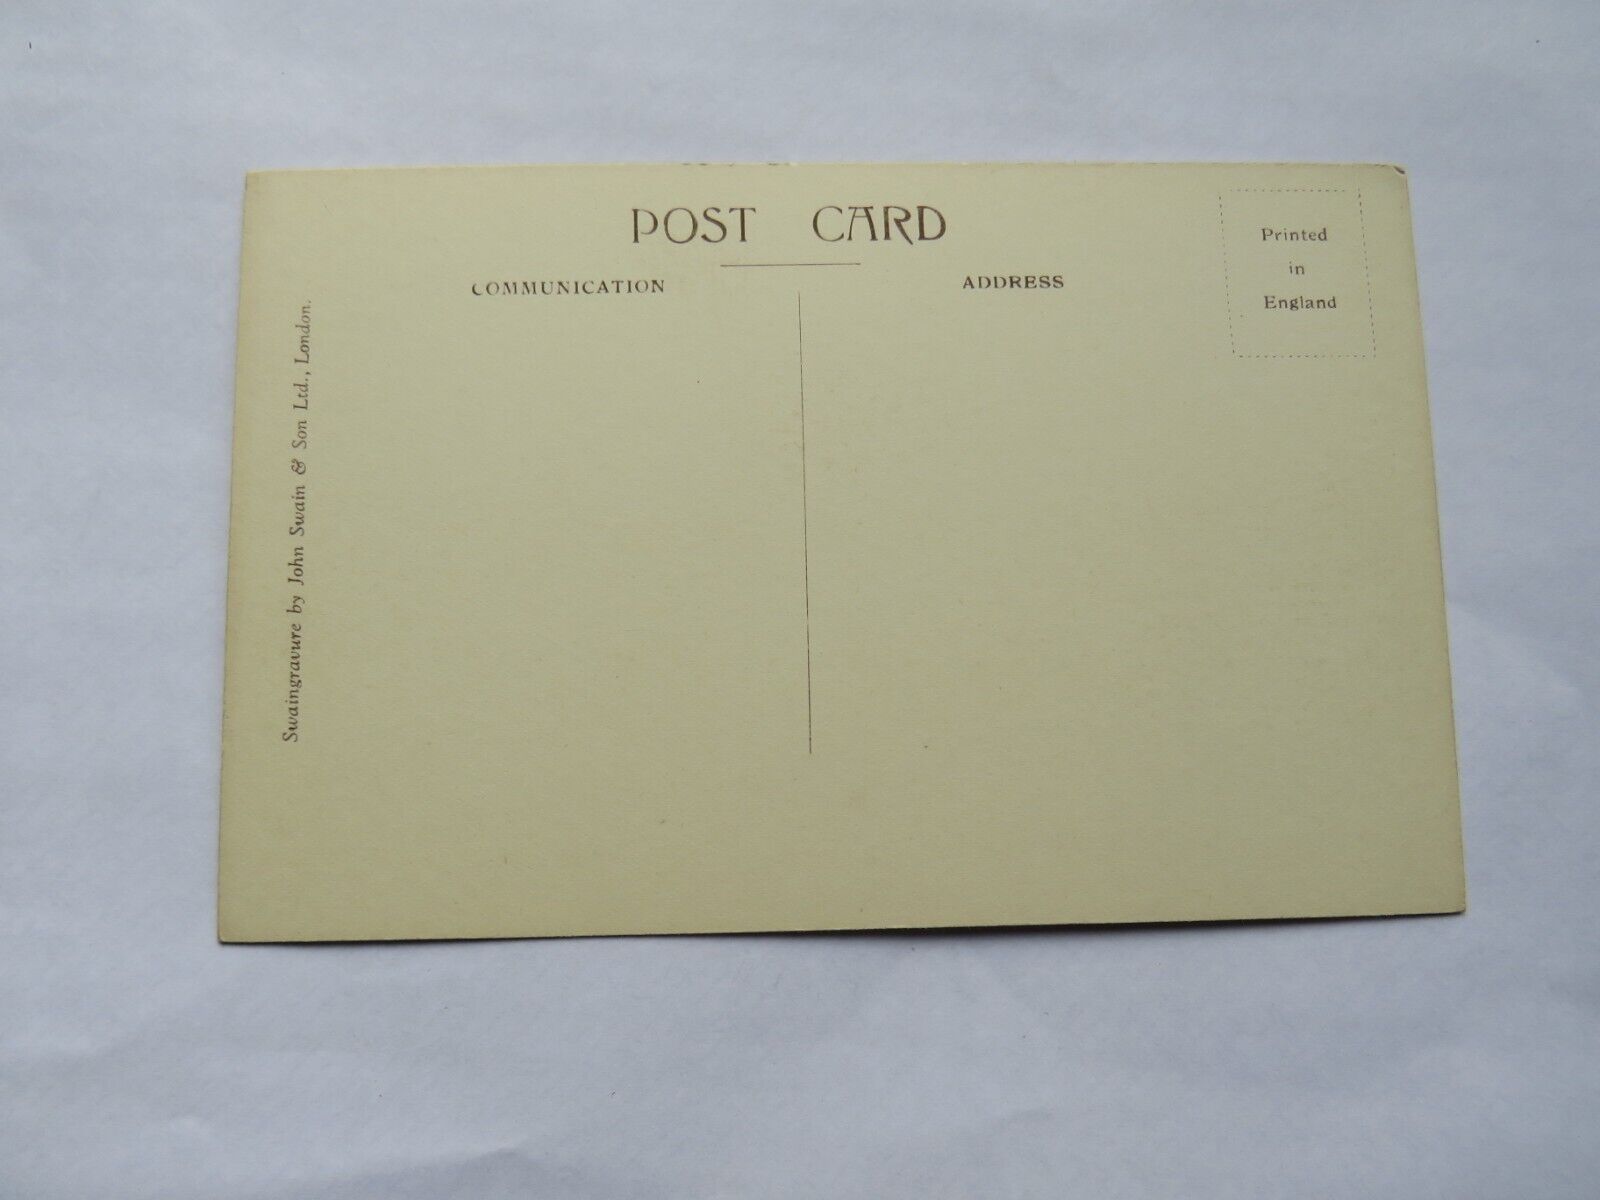 POST CARD
COMMUNICATION
ADDRESS
Printed
in
England
Swaingravure by John Swain & Son Ltd., London.